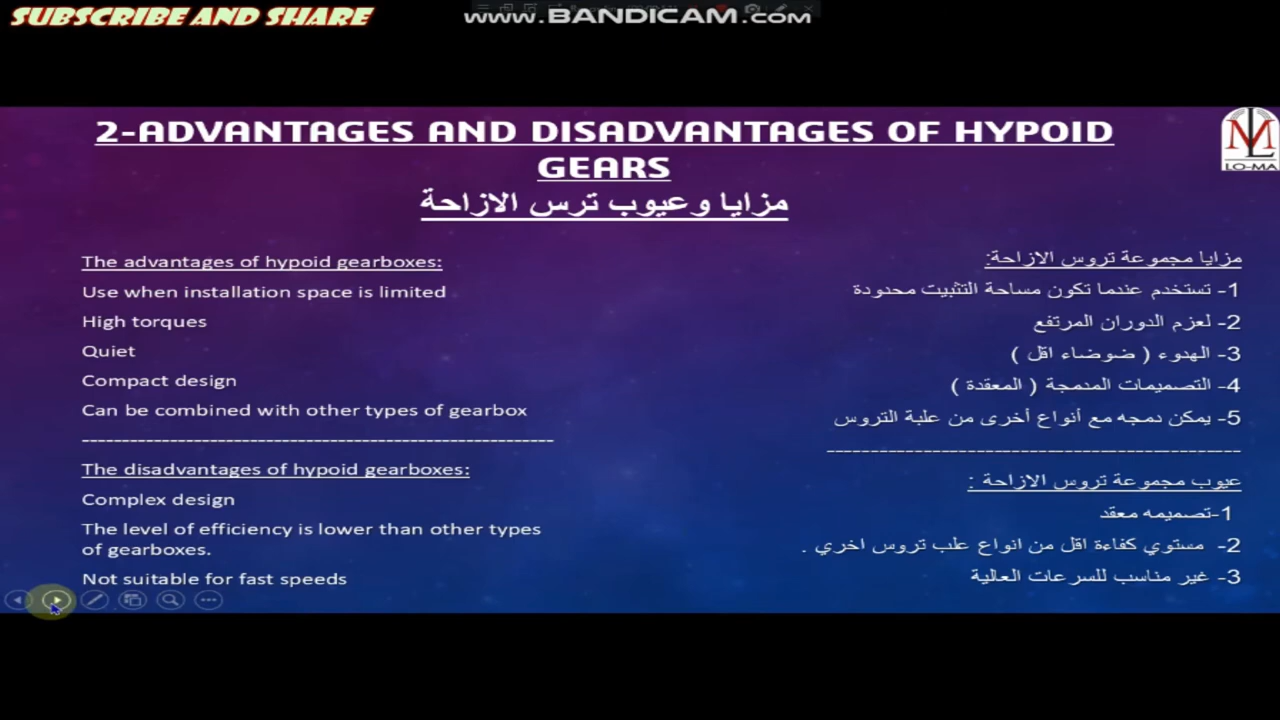 SUBSCRIBE AND SHARE
www.BANDICAM.com
2-ADVANTAGES AND DISADVANTAGES OF HYPOID
GEARS
مزايا وعيوب ترس الازاحة
LO-MA
The advantages of hypoid gearboxes:
Use when installation space is limited
High torques
Quiet
Compact design
Can be combined with other types of gearbox
------------------------------------------------------------
The disadvantages of hypoid gearboxes:
Complex design
The level of efficiency is lower than other types
of gearboxes.
Not suitable for fast speeds
مزايا مجموعة تروس الازاحة:
1- تستخدم عندما تكون مساحة التثبيت محدودة
2- لعزم الدوران المرتفع
3- الهدوء ( ضوضاء اقل )
4- التصميمات المدمجة ( المعقدة )
5- يمكن دمجه مع أنواع أخرى من علبة التروس
------------------------------------------------------------
عيوب مجموعة تروس الازاحة :
1-تصميمه معقد
2- مستوي كفاءة اقل من انواع علب تروس اخري .
3- غير مناسب للسرعات العالية